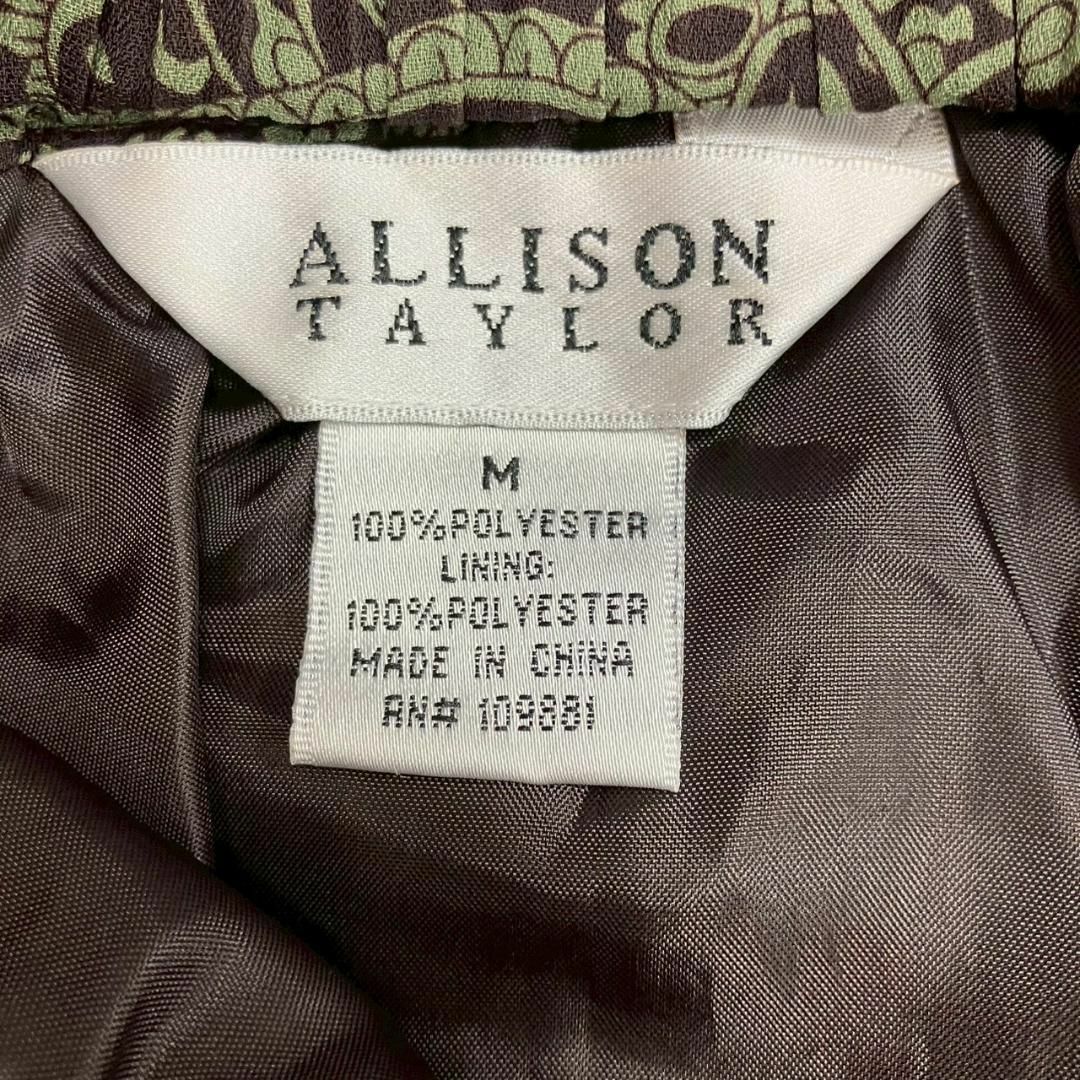 ALLISON
TAYLOR
M
100%POLYESTER
LINING:
100%POLYESTER
MADE IN CHINA
RN# 109881